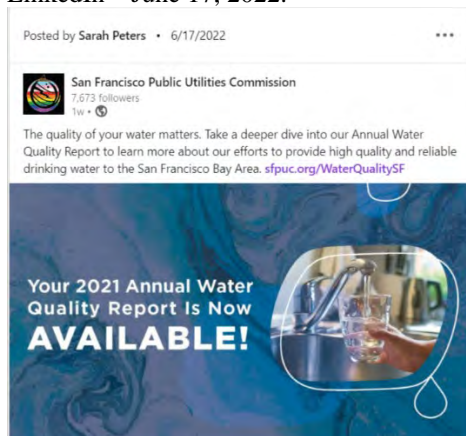 LinkedIn – June 17, 2022:
Posted by Sarah Peters • 6/17/2022
San Francisco Public Utilities Commission
7,673 followers
1w •
The quality of your water matters. Take a deeper dive into our Annual Water
Quality Report to learn more about our efforts to provide high quality and reliable
drinking water to the San Francisco Bay Area. sfpuc.org/WaterQualitySF
Your 2021 Annual Water
Quality Report Is Now
AVAILABLE!